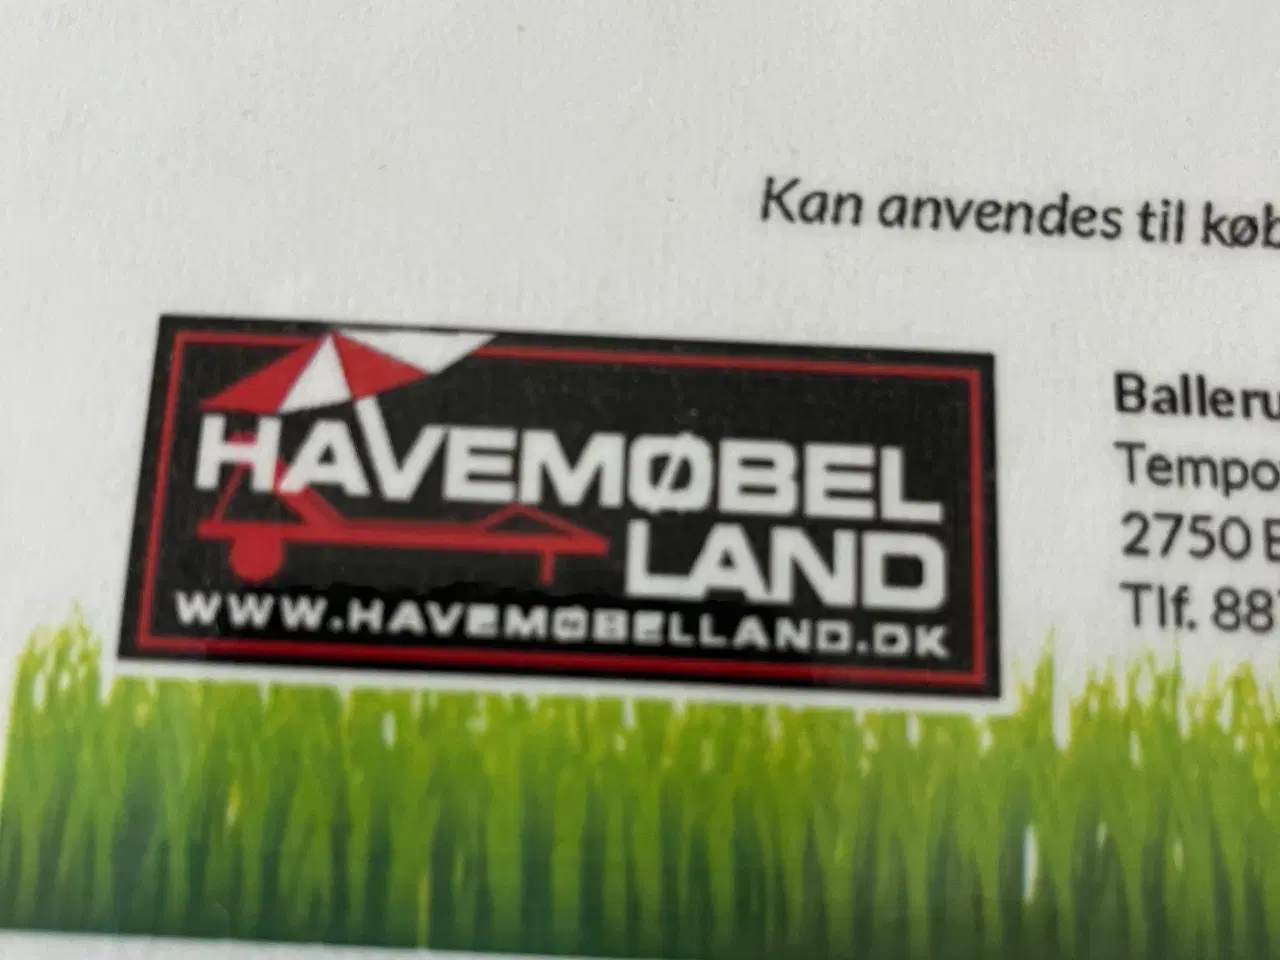 Kan anvendes til køb
HAVEMØBEL
LAND
WWW.HAVEMØBELLAND.DK
Balleru
Tempo
2750 B
Tlf. 88